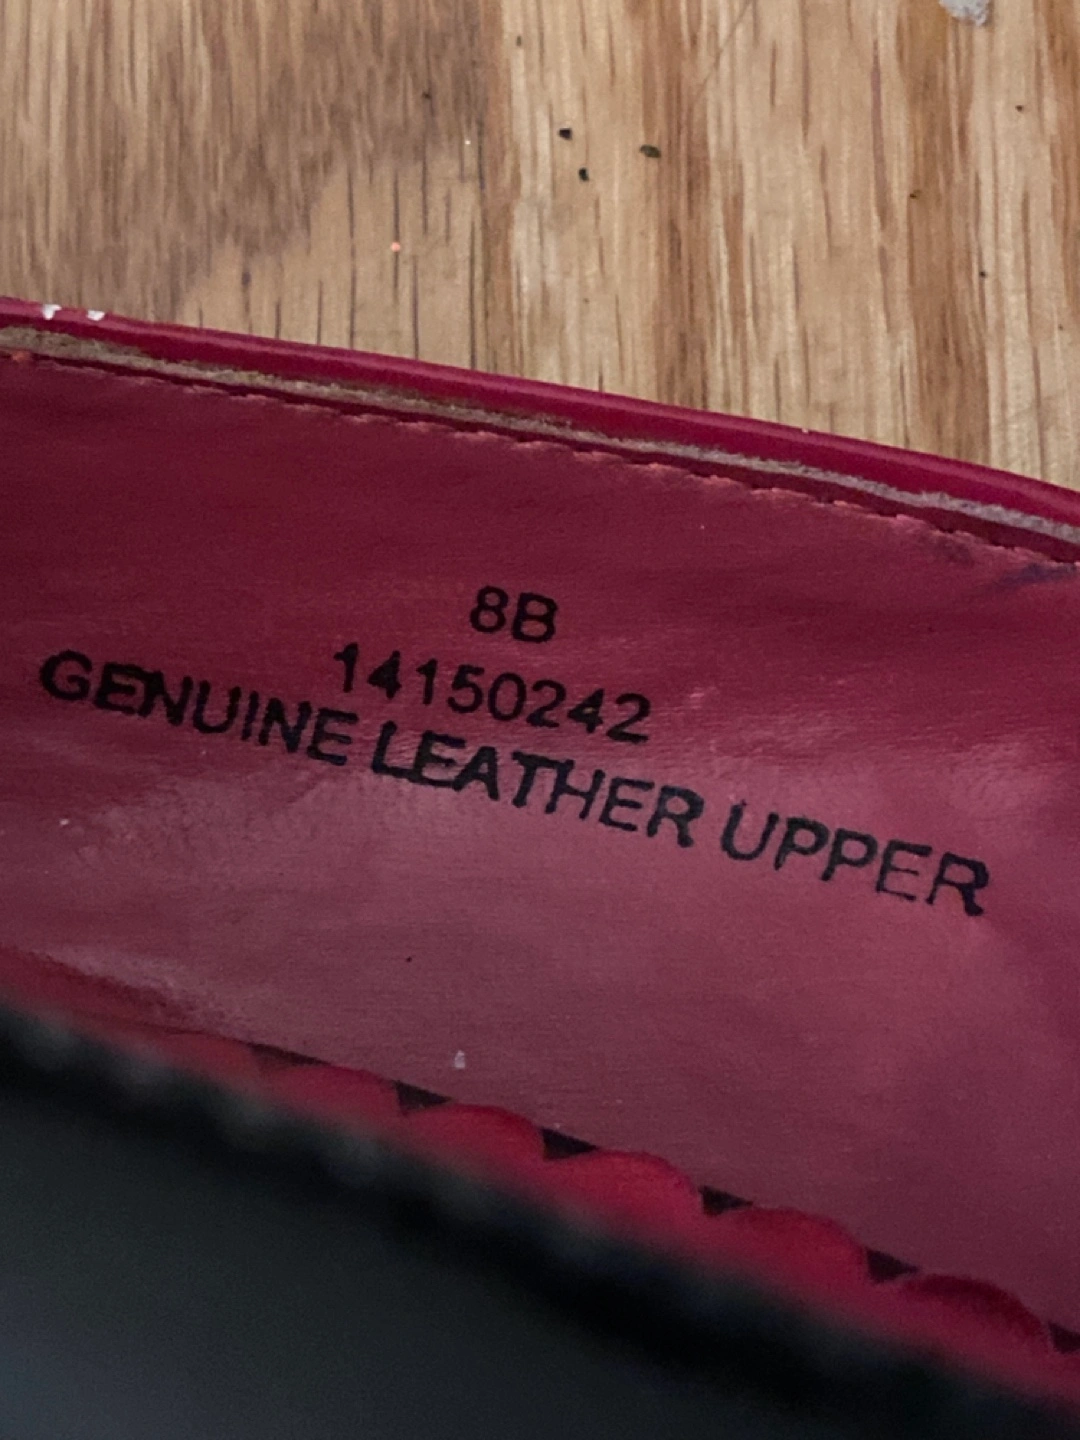 8B
14150242
GENUINE LEATHER UPPER